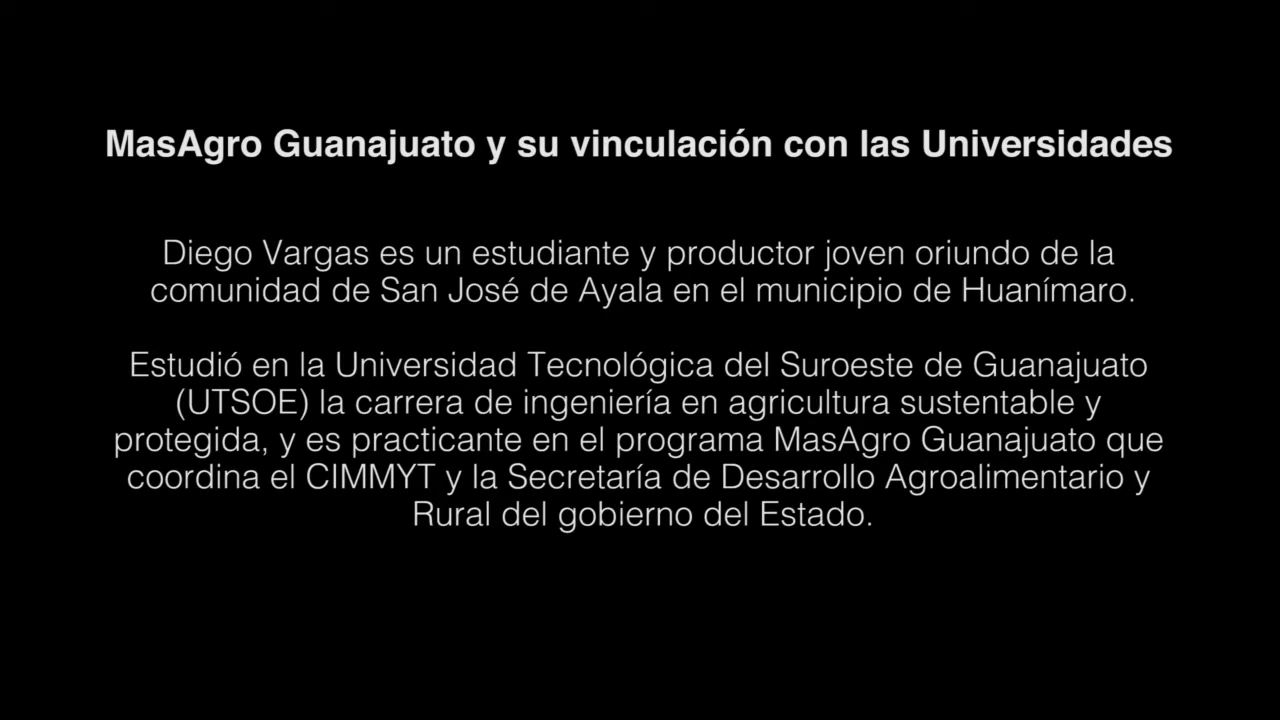 MasAgro Guanajuato y su vinculación con las Universidades
Diego Vargas es un estudiante y productor joven oriundo de la
comunidad de San José de Ayala en el municipio de Huanímaro.
Estudió en la Universidad Tecnológica del Suroeste de Guanajuato
(UTSOE) la carrera de ingeniería en agricultura sustentable y
protegida, y es practicante en el programa MasAgro Guanajuato que
coordina el CIMMYT y la Secretaría de Desarrollo Agroalimentario y
Rural del gobierno del Estado.